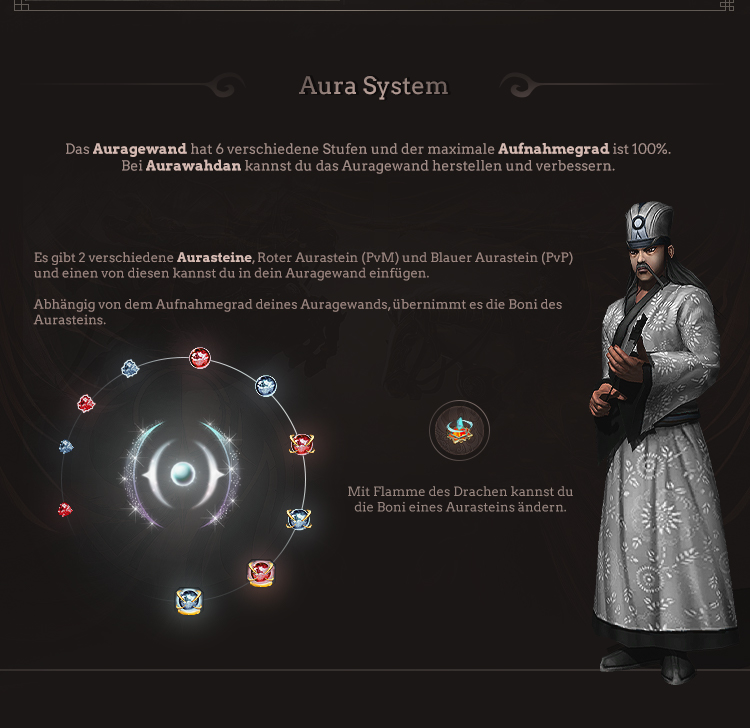 Aura System
Das Auragewand hat 6 verschiedene Stufen und der maximale Aufnahmegrad ist 100%.
Bei Aurawahdan kannst du das Auragewand herstellen und verbessern.
Es gibt 2 verschiedene Aurasteine, Roter Aurastein (PvM) und Blauer Aurastein (PvP)
und einen von diesen kannst du in dein Auragewand einfügen.
Abhängig von dem Aufnahmegrad deines Auragewands, übernimmt es die Boni des
Aurasteins.
Mit Flamme des Drachen kannst du
die Boni eines Aurasteins ändern.